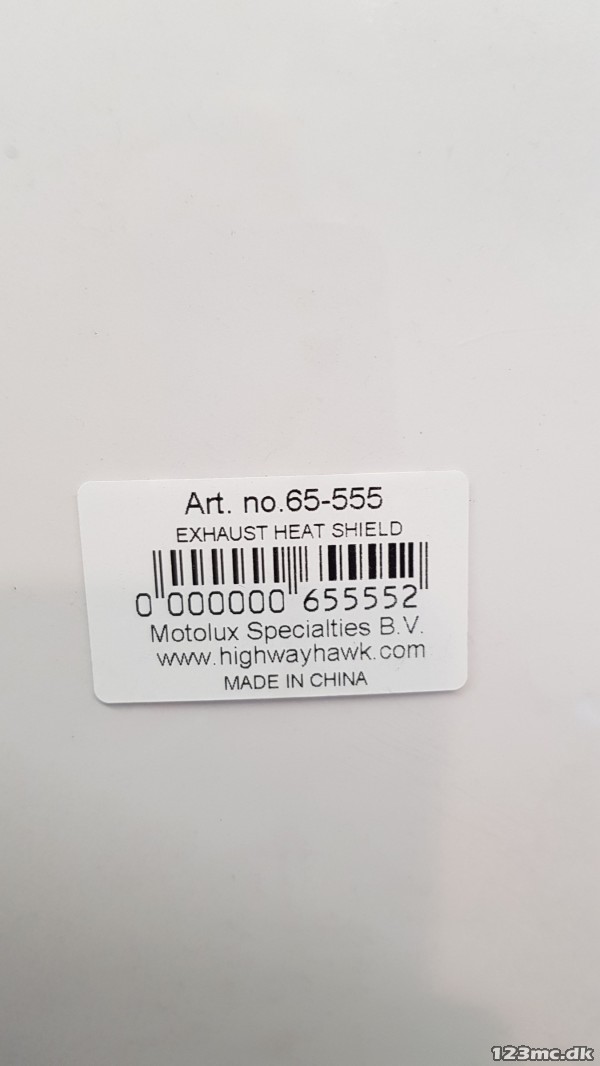 Art. no.65-555
EXHAUST HEAT SHIELD
0 000000 655552
Motolux Specialties B.V.
www.highwayhawk.com
MADE IN CHINA
123mc.dk